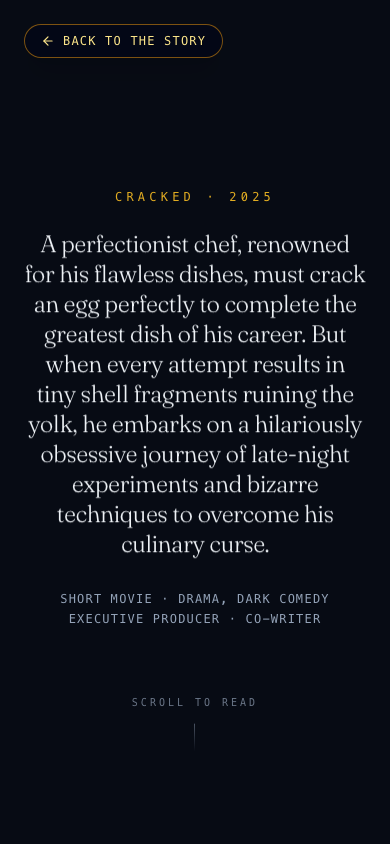 ← BACK TO THE STORY
CRACKED · 2025
A perfectionist chef, renowned
for his flawless dishes, must crack
an egg perfectly to complete the
greatest dish of his career. But
when every attempt results in
tiny shell fragments ruining the
yolk, he embarks on a hilariously
obsessive journey of late-night
experiments and bizarre
techniques to overcome his
culinary curse.
SHORT MOVIE · DRAMA, DARK COMEDY
EXECUTIVE PRODUCER · CO–WRITER
SCROLL TO READ